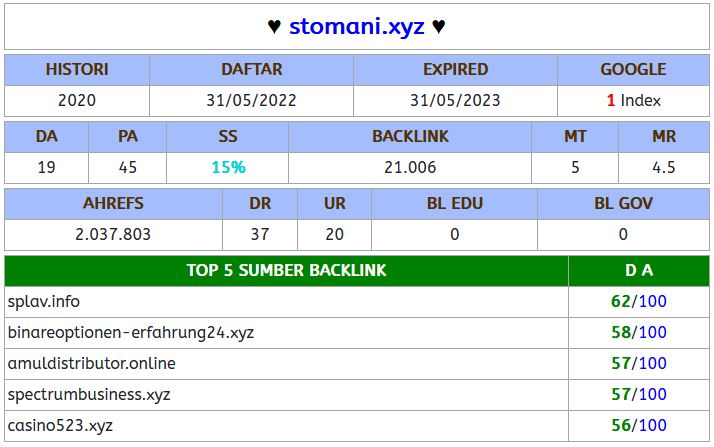 ♥ stomani.xyz ♥
HISTORI DAFTAR EXPIRED GOOGLE
2020 31/05/2022 31/05/2023 1 Index
DA PA SS BACKLINK MT MR
19 45 15% 21.006 5 4.5
AHREFS DR UR BL EDU BL GOV
2.037.803 37 20 0 0
TOP 5 SUMBER BACKLINK D A
splav.info 62/100
binareoptionen-erfahrung24.xyz 58/100
amuldistributor.online 57/100
spectrumbusiness.xyz 57/100
casino523.xyz 56/100